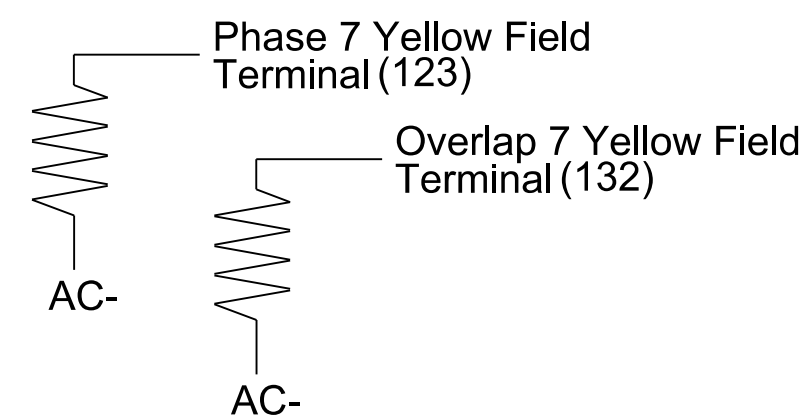 Phase 7 Yellow Field
Terminal (123)
Overlap 7 Yellow Field
Terminal (132)
AC-
AC-